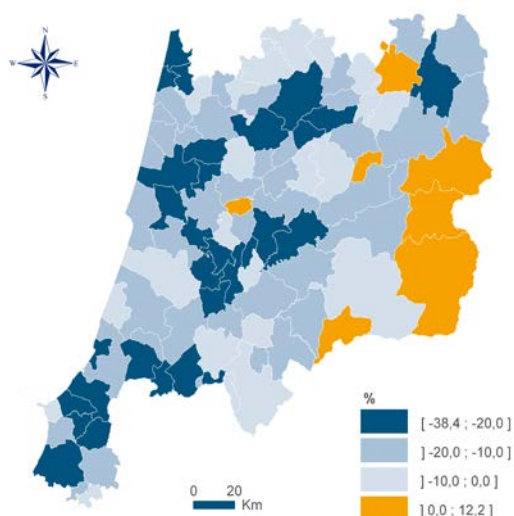 N
W E
S
%
[ -38,4 ; -20,0 ]
] -20,0 ; -10,0 ]
] -10,0 ; 0,0 ]
] 0,0 ; 12,2 ]
0 20
Km